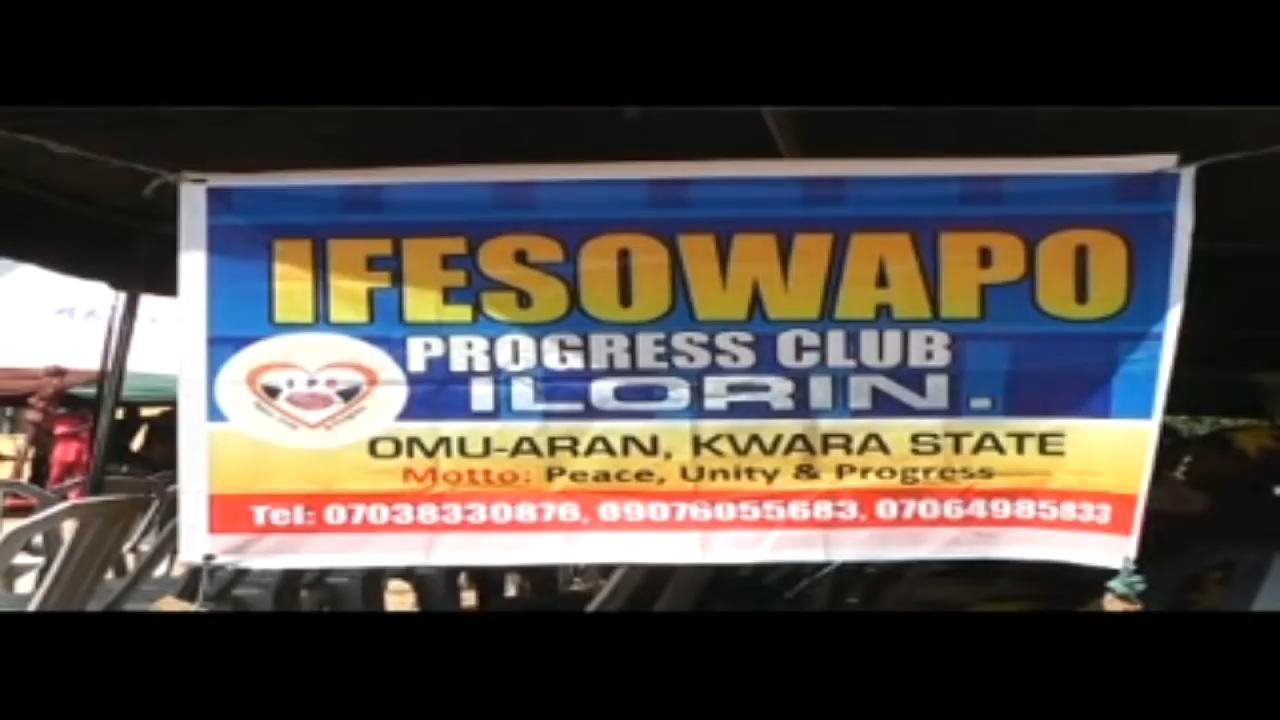 IFESOWAPO
PROGRESS CLUB
ILORIN.
OMU-ARAN, KWARA STATE
Motto: Peace, Unity & Progress
Tel: 07038330876, 09076055683, 07064985833